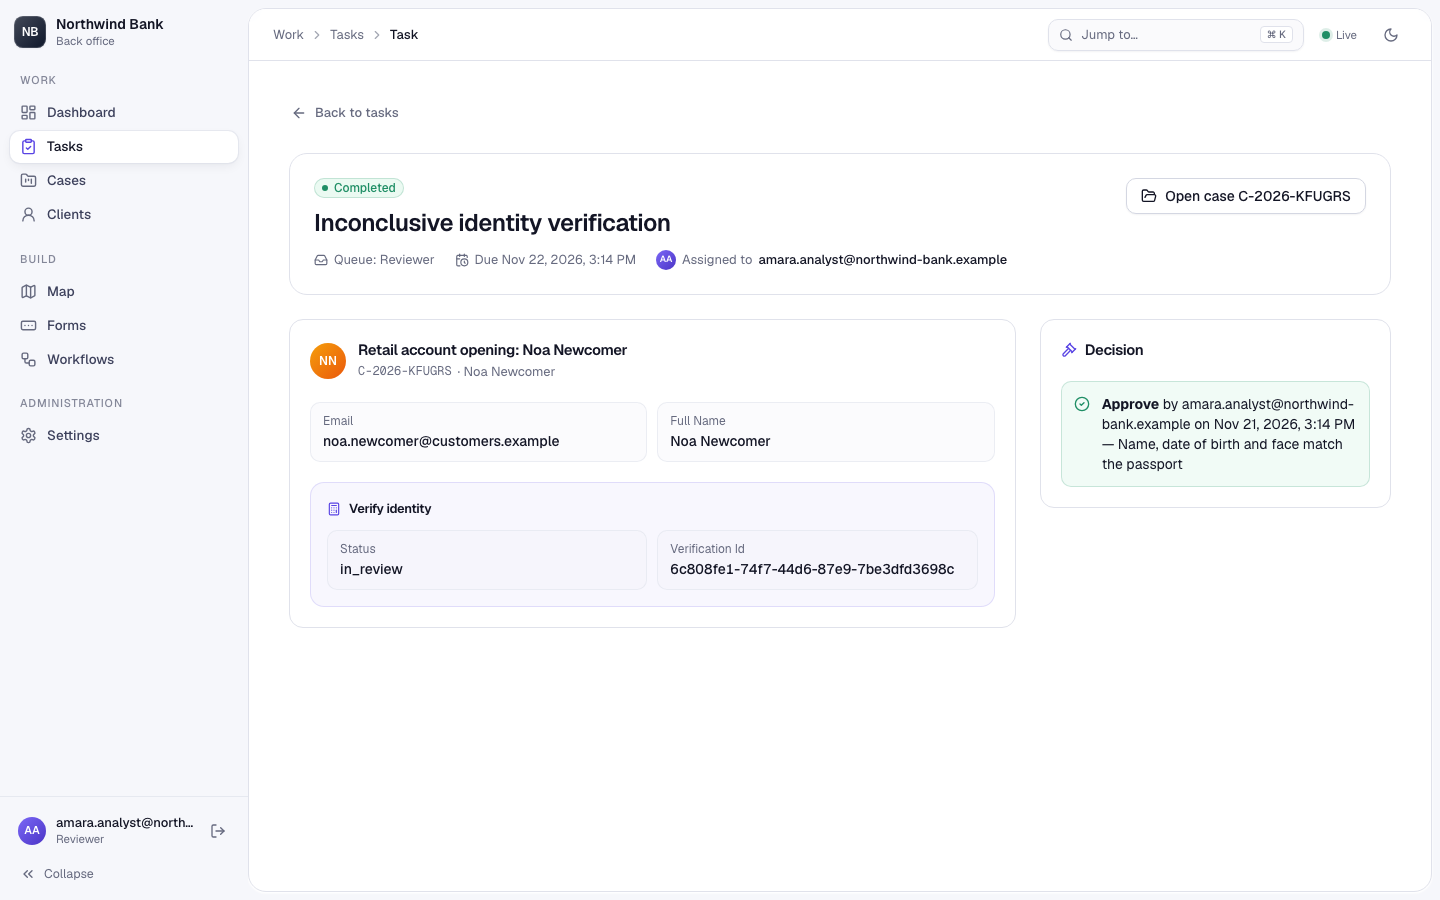 NB
Northwind Bank
Back office
WORK
Dashboard
Tasks
Cases
Clients
BUILD
Map
Forms
Workflows
ADMINISTRATION
Settings
AA
amara.analyst@north...
Reviewer
Collapse
Work > Tasks > Task
Jump to...
⌘ K
Live
Back to tasks
Completed
Inconclusive identity verification
Queue: Reviewer
Due Nov 22, 2026, 3:14 PM
AA
Assigned to amara.analyst@northwind-bank.example
Open case C-2026-KFUGRS
NN
Retail account opening: Noa Newcomer
C-2026-KFUGRS · Noa Newcomer
Email
noa.newcomer@customers.example
Full Name
Noa Newcomer
Verify identity
Status
in_review
Verification Id
6c808fe1-74f7-44d6-87e9-7be3dfd3698c
Decision
Approve by amara.analyst@northwind-
bank.example on Nov 21, 2026, 3:14 PM
— Name, date of birth and face match
the passport